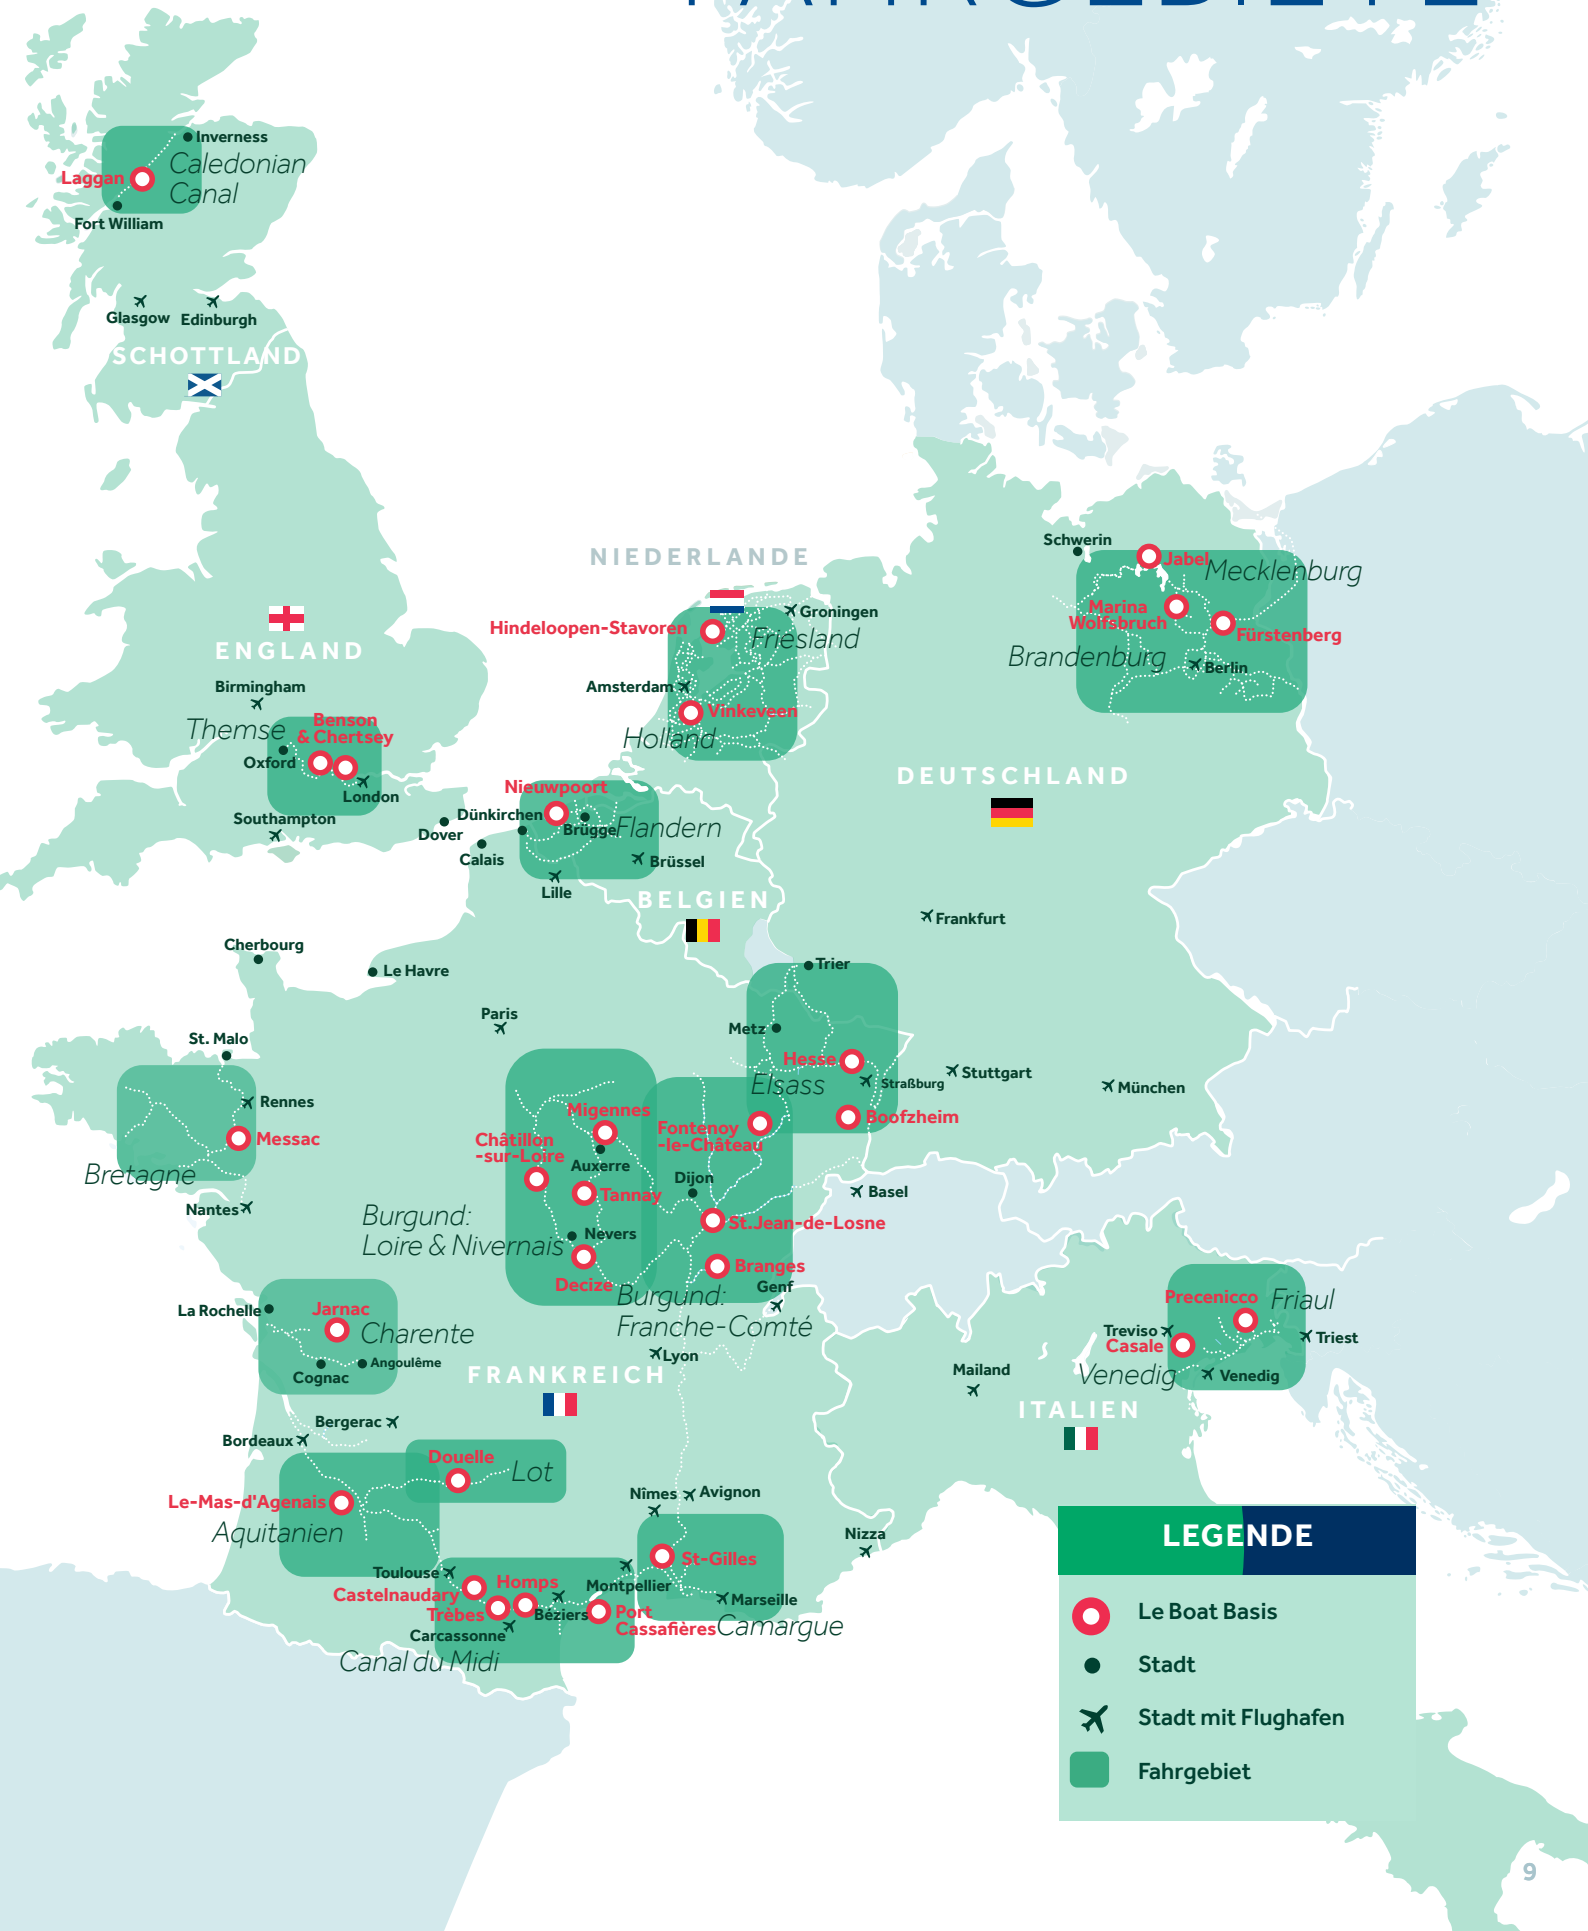 FAHRGEBIETE
Inverness
Caledonian
Canal
Laggan
Fort William
Glasgow
Edinburgh
SCHOTTLAND
NIEDERLANDE
Schwerin
Jabel
Mecklenburg
Marina
Wolfsbruch
Fürstenberg
Brandenburg
Berlin
Groningen
Hindeloopen-Stavoren
Friesland
Amsterdam
Vinkeveen
Holland
ENGLAND
Birmingham
Themse
Benson
& Chertsey
Oxford
London
Southampton
Dover
Calais
Nieuwpoort
Dünkirchen
Brügge
Flandern
Brüssel
Lille
BELGIEN
DEUTSCHLAND
Frankfurt
Cherbourg
Le Havre
Trier
Paris
Metz
St. Malo
Hesse
Elsass
Straßburg
Stuttgart
München
Rennes
Messac
Bretagne
Nantes
Migennes
Châtillon
-sur-Loire
Auxerre
Tannay
Fontenoy
-le-Château
Boofzheim
Dijon
Basel
Burgund:
Loire & Nivernais
Nevers
St.Jean-de-Losne
Decize
Branges
Genf
Burgund:
Franche-Comté
La Rochelle
Jarnac
Charente
Cognac
Angoulême
Lyon
FRANKREICH
Precenicco
Friaul
Treviso
Casale
Triest
Venedig
Venedig
Mailand
ITALIEN
Bergerac
Bordeaux
Douelle
Lot
Le-Mas-d'Agenais
Aquitanien
Nîmes
Avignon
Nizza
St-Gilles
Toulouse
Castelnaudary
Homps
Montpellier
Marseille
Trèbes
Béziers
Port
Cassafières
Camargue
Carcassonne
Canal du Midi
LEGENDE
Le Boat Basis
Stadt
Stadt mit Flughafen
Fahrgebiet
9